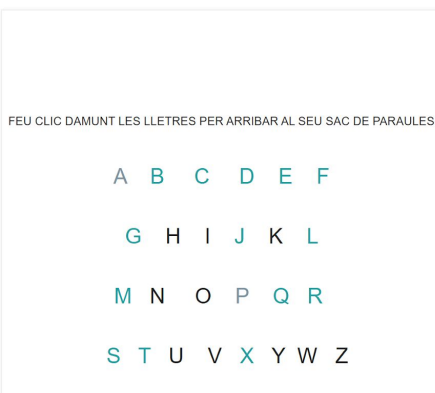 FEU CLIC DAMUNT LES LLETRES PER ARRIBAR AL SEU SAC DE PARAULES
A B C D E F
G H I J K L
M N O P Q R
S T U V X Y W Z